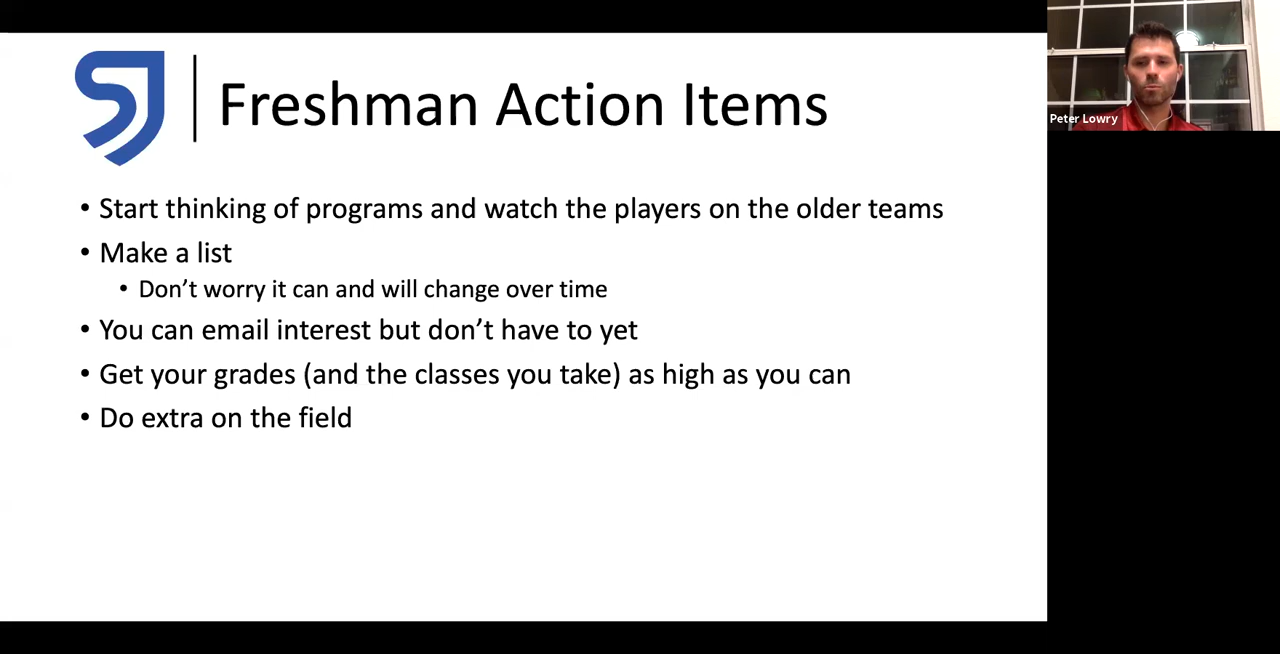 SJ
Freshman Action Items
• Start thinking of programs and watch the players on the older teams
• Make a list
• Don’t worry it can and will change over time
• You can email interest but don’t have to yet
• Get your grades (and the classes you take) as high as you can
• Do extra on the field
Peter Lowry